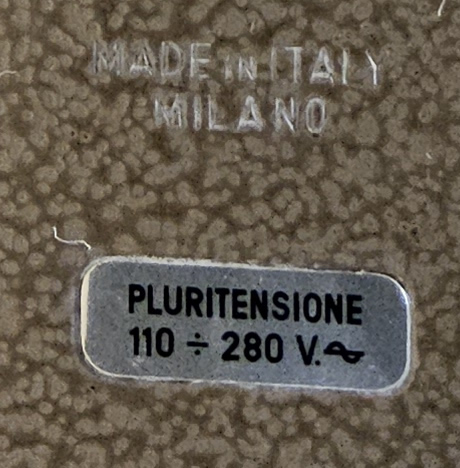 MADE IN ITALY
MILANO
PLURITENSIONE
110 ÷ 280 V. ~